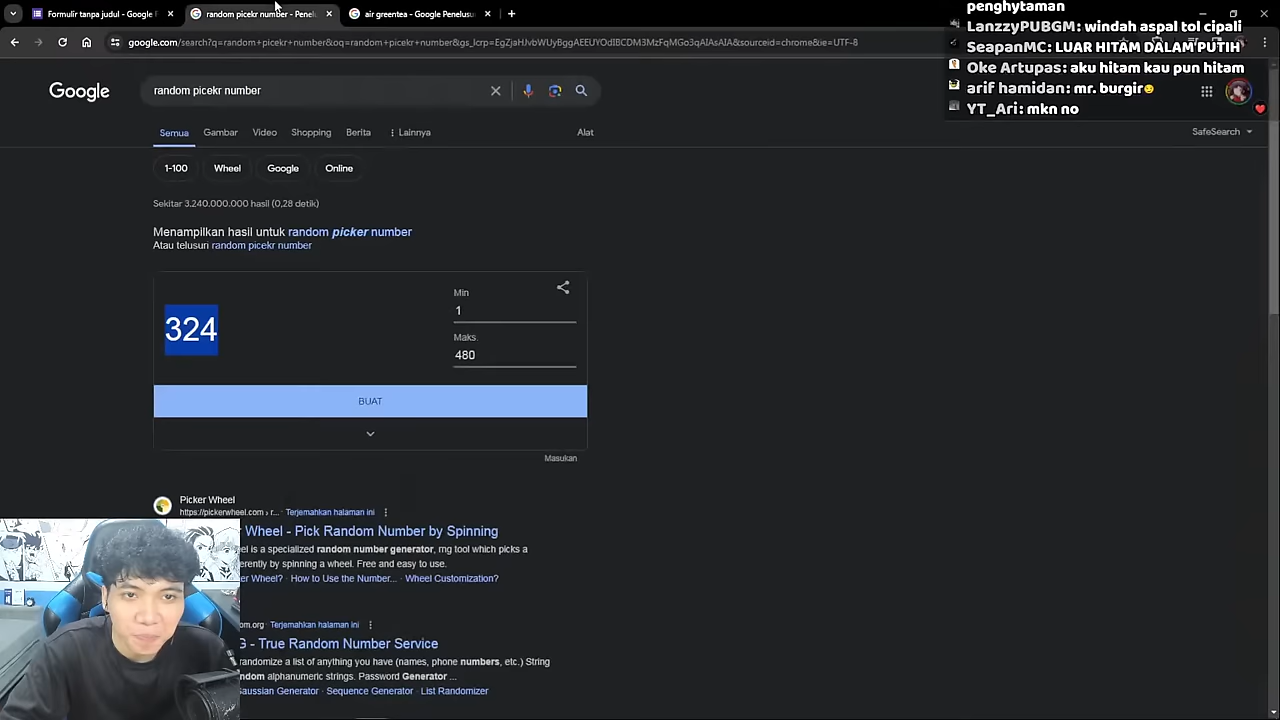 Formulir tanpa judul - Google F
random picekr number - Penelu
air greentea - Google Penelusu
google.com/search?q=random+picekr+number&oq=random+picekr+number&gs_lcrp=EgZjaHJvbWUyBggAEEUYOdIBCDM3MzFqMGo3qAIAsAIA&sourceid=chrome&ie=UTF-8
penghytaman
LanzzyPUBGM: windah aspal tol cipali
SeapanMC: LUAR HITAM DALAM PUTIH
Oke Artupas: aku hitam kau pun hitam
arif hamidan: mr. burgir
YT_Ari: mkn no
Google
random picekr number
Semua
Gambar
Video
Shopping
Berita
Lainnya
Alat
SafeSearch
1-100
Wheel
Google
Online
Sekitar 3.240.000.000 hasil (0,28 detik)
Menampilkan hasil untuk random picker number
Atau telusuri random picekr number
324
Min
1
Maks.
480
BUAT
Masukan
Picker Wheel
https://pickerwheel.com › r... · Terjemahkan halaman ini
Wheel - Pick Random Number by Spinning
is a specialized random number generator, rng tool which picks a
by spinning a wheel. Free and easy to use.
Wheel? · How to Use the Number... · Wheel Customization?
Terjemahkan halaman ini
- True Random Number Service
randomize a list of anything you have (names, phone numbers, etc.) String
alphanumeric strings. Password Generator ...
Generator · Sequence Generator · List Randomizer